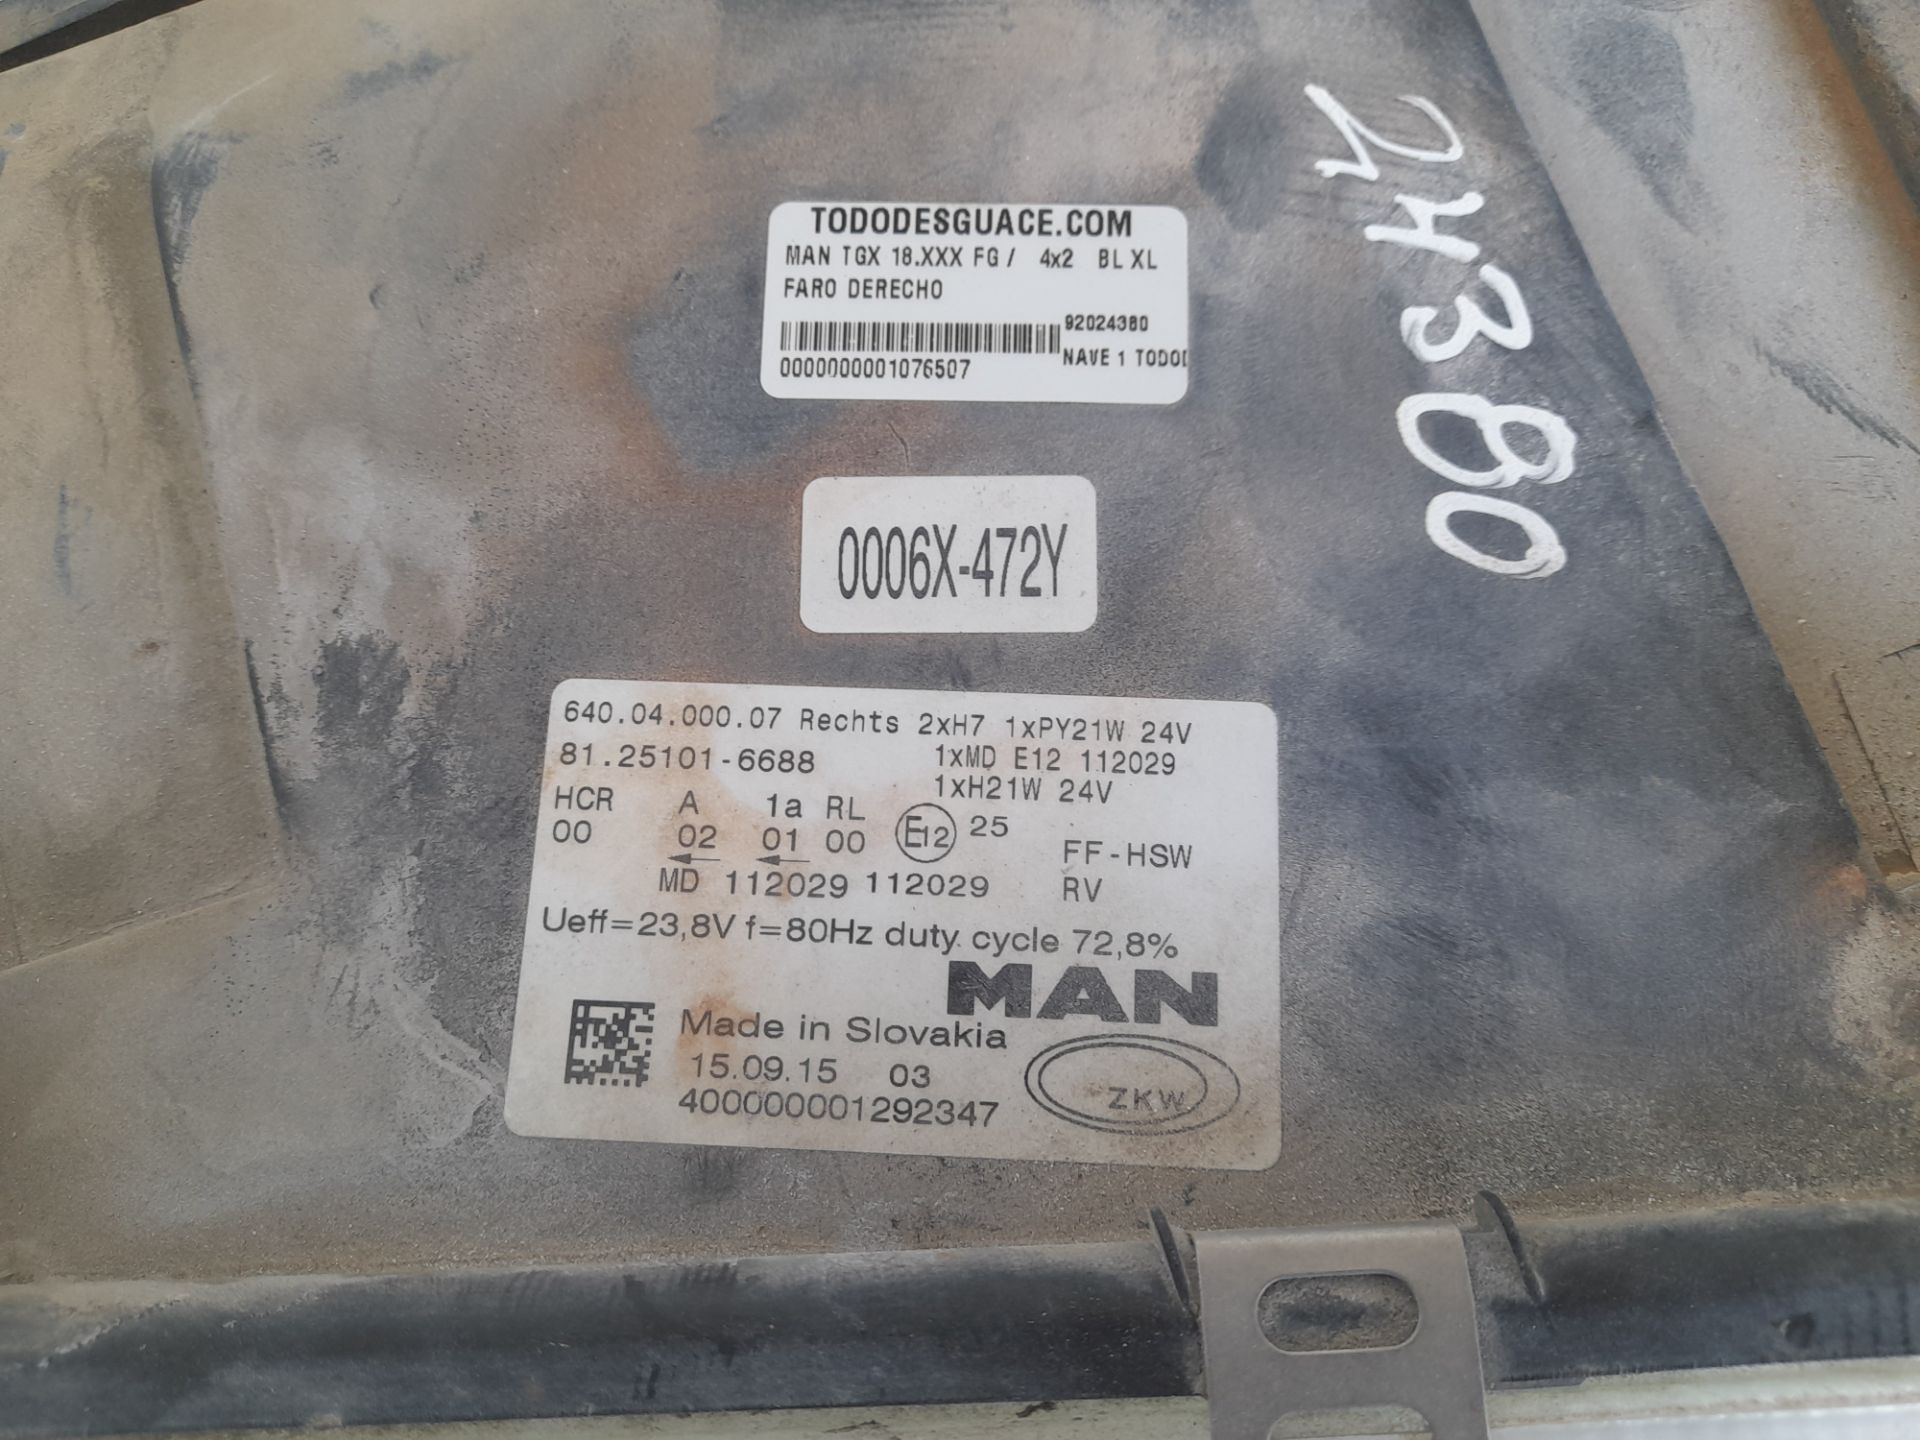 TODODESGUACE.COM
MAN TGX 18.XXX FG / 4x2 BL XL
FARO DERECHO
92024380
0000000001076507
NAVE 1 TODO
24380
0006X-472Y
640.04.000.07 Rechts 2xH7 1xPY21W 24V
81.25101-6688 1xMD E12 112029
1xH21W 24V
HCR A 1a RL
00 02 01 00 E12 25
FF-HSW
MD 112029 112029 RV
Ueff=23,8V f=80Hz duty cycle 72,8%
MAN
Made in Slovakia
15.09.15 03
400000001292347
ZKW